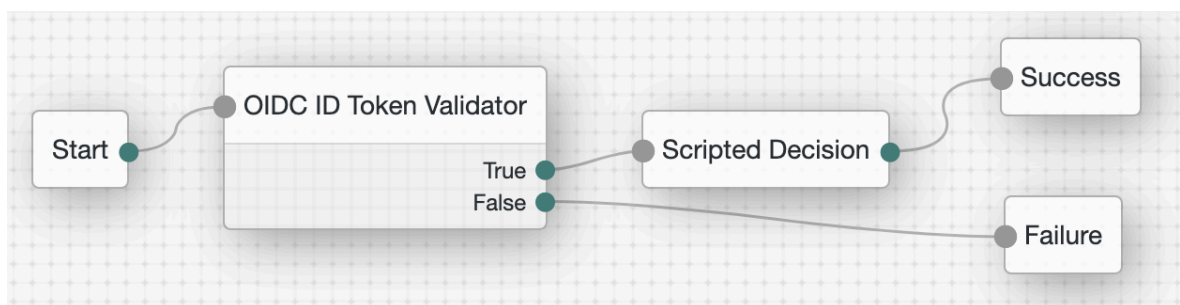 Start
OIDC ID Token Validator
True
False
Scripted Decision
Success
Failure